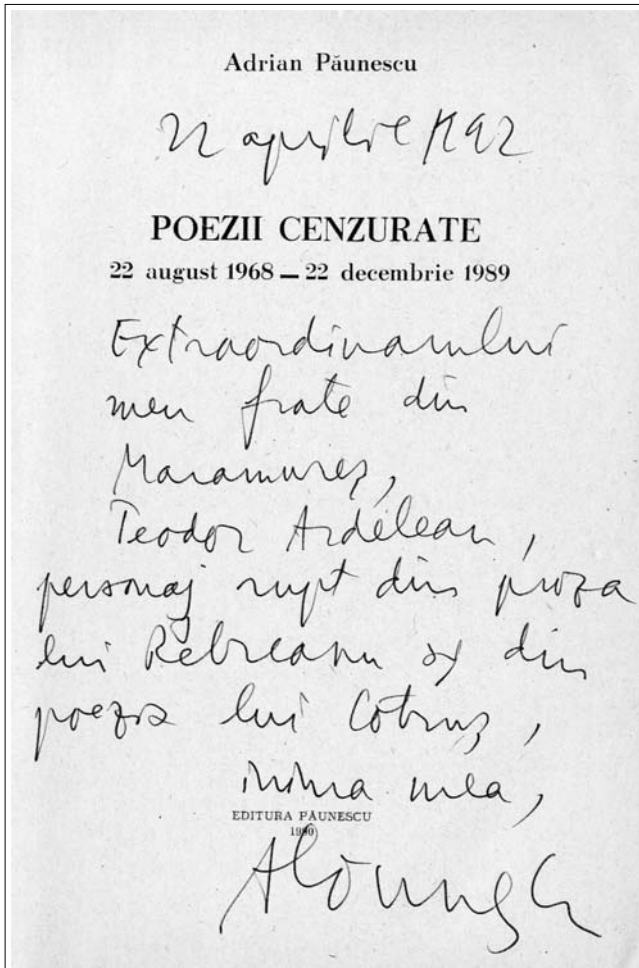 Adrian Păunescu
22 aprilie 1992
POEZII CENZURATE
22 august 1968 — 22 decembrie 1989
Extraordinarului
meu frate din
Maramureș,
Teodor Ardelean,
personaj rupt din proza
lui Rebreanu și din
poezia lui Cotruș,
inima mea,
EDITURA PĂUNESCU
1990